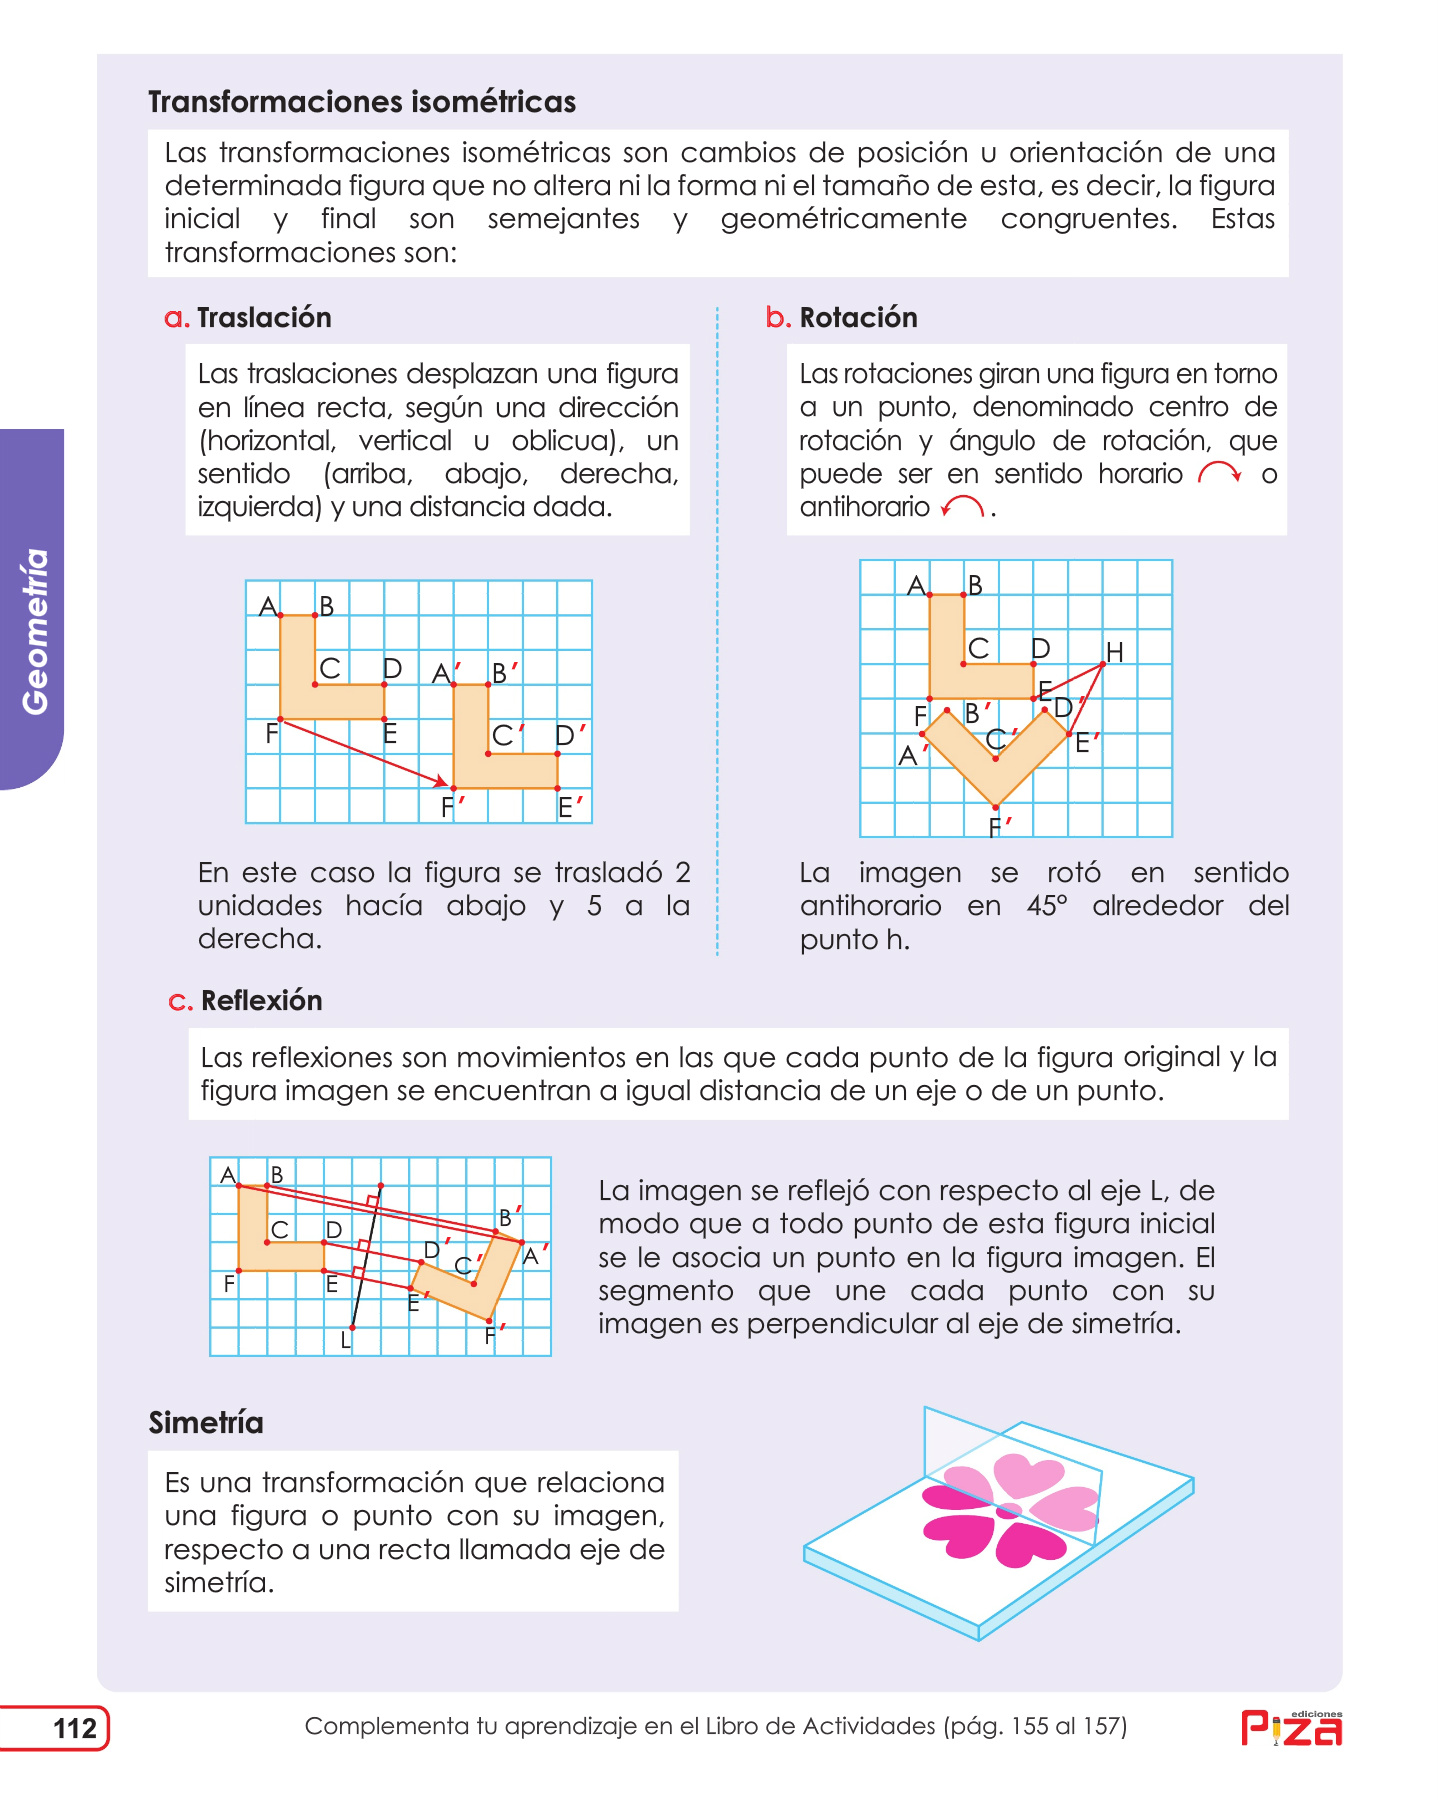 Transformaciones isométricas
Las transformaciones isométricas son cambios de posición u orientación de una
determinada figura que no altera ni la forma ni el tamaño de esta, es decir, la figura
inicial y final son semejantes y geométricamente congruentes. Estas
transformaciones son:
a. Traslación
Las traslaciones desplazan una figura
en línea recta, según una dirección
(horizontal, vertical u oblicua), un
sentido (arriba, abajo, derecha,
izquierda) y una distancia dada.
A B
C D A′ B′
F E C′ D′
F′ E′
En este caso la figura se trasladó 2
unidades hacía abajo y 5 a la
derecha.
b. Rotación
Las rotaciones giran una figura en torno
a un punto, denominado centro de
rotación y ángulo de rotación, que
puede ser en sentido horario o
antihorario .
A B
C D H
E
F B′ D′
A′ C′ E′
F′
La imagen se rotó en sentido
antihorario en 45° alrededor del
punto h.
c. Reflexión
Las reflexiones son movimientos en las que cada punto de la figura original y la
figura imagen se encuentran a igual distancia de un eje o de un punto.
A B
B′
C D D′ C′ A′
F E E′
L F′
La imagen se reflejó con respecto al eje L, de
modo que a todo punto de esta figura inicial
se le asocia un punto en la figura imagen. El
segmento que une cada punto con su
imagen es perpendicular al eje de simetría.
Simetría
Es una transformación que relaciona
una figura o punto con su imagen,
respecto a una recta llamada eje de
simetría.
Geometría
112
Complementa tu aprendizaje en el Libro de Actividades (pág. 155 al 157)
ediciones
Piza